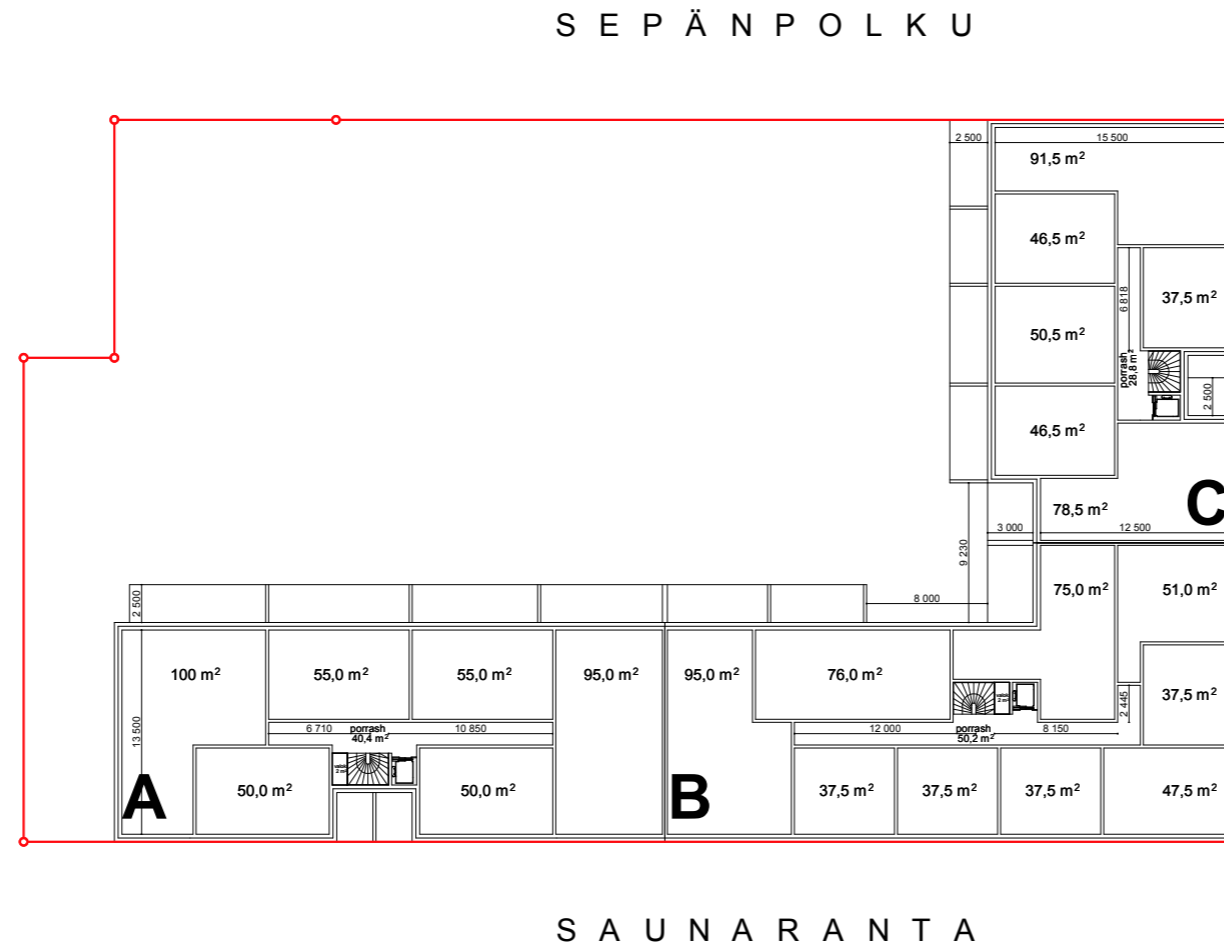 SEPÄNPOLKU
2 500
15 500
91,5 m²
46,5 m²
6 818
37,5 m²
50,5 m²
porrash
28,8 m²
2 500
46,5 m²
78,5 m²
C
3 000
12 500
9 230
2 500
8 000
75,0 m²
51,0 m²
100 m²
55,0 m²
55,0 m²
95,0 m²
95,0 m²
76,0 m²
37,5 m²
2 445
13 500
6 710
porrash
40,4 m²
10 850
12 000
porrash
50,2 m²
8 150
2 m²
2 m²
A
50,0 m²
50,0 m²
B
37,5 m²
37,5 m²
37,5 m²
47,5 m²
SAUNARANTA